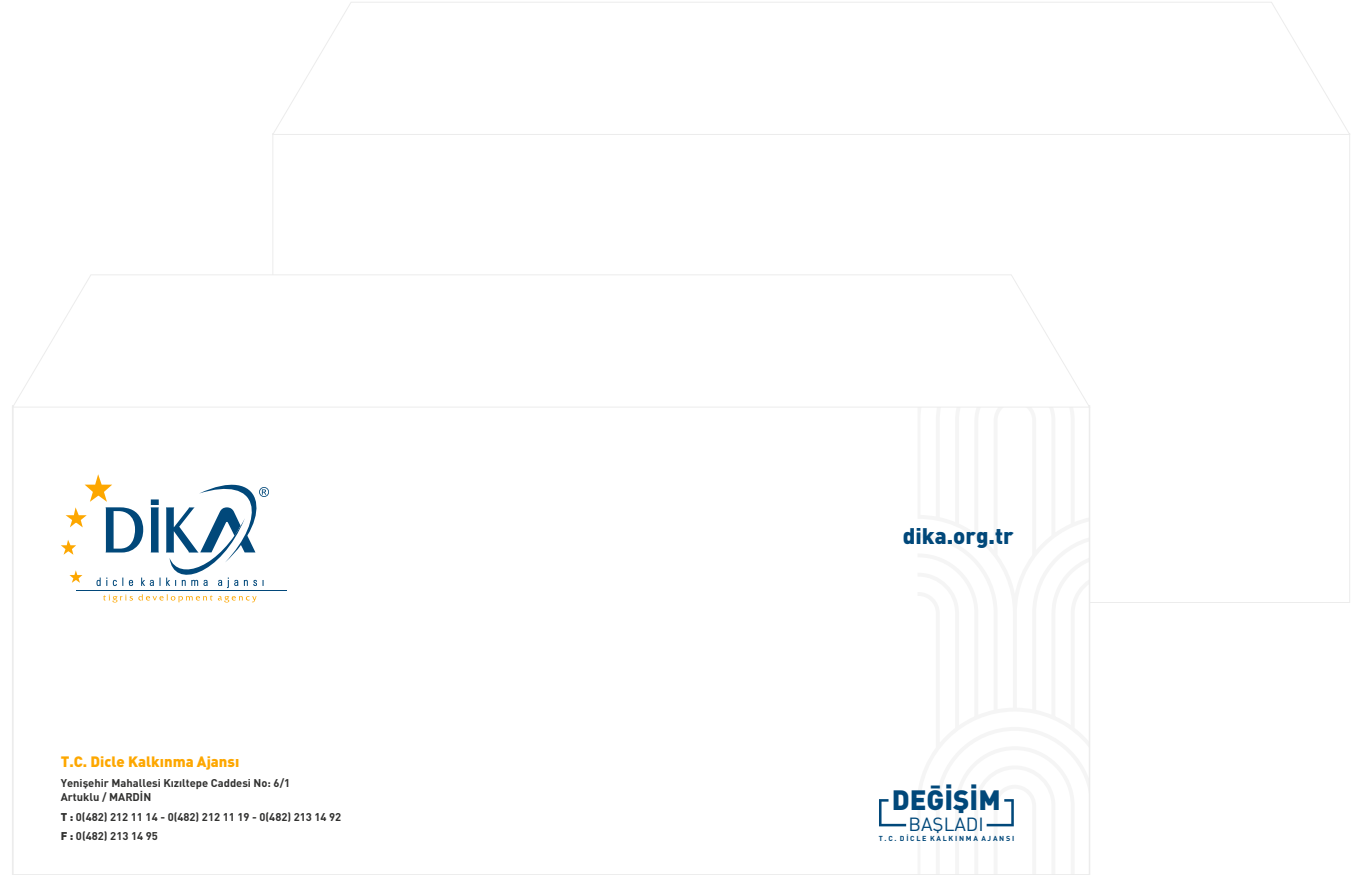 DİKA®
dicle kalkınma ajansı
tigris development agency
dika.org.tr
T.C. Dicle Kalkınma Ajansı
Yenişehir Mahallesi Kızıltepe Caddesi No: 6/1
Artuklu / MARDİN
T : 0(482) 212 11 14 - 0(482) 212 11 19 - 0(482) 213 14 92
F : 0(482) 213 14 95
DEĞİŞİM
BAŞLADI
T.C. DİCLE KALKINMA AJANSI